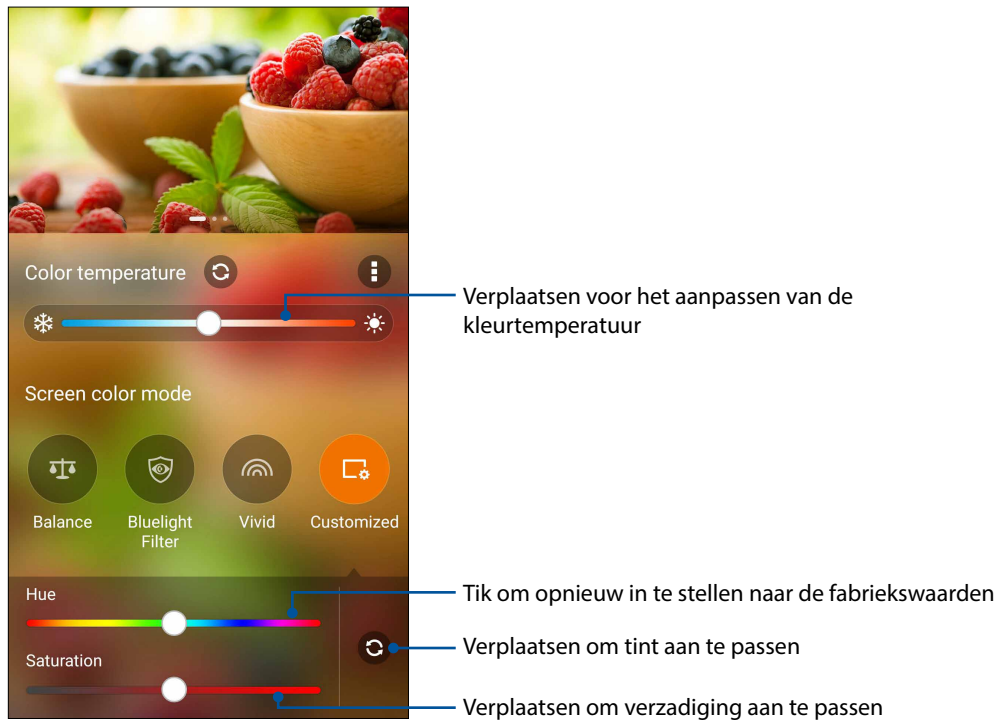 Color temperature
Verplaatsen voor het aanpassen van de
kleurtemperatuur
Screen color mode
Balance
Bluelight
Filter
Vivid
Customized
Hue
Tik om opnieuw in te stellen naar de fabriekswaarden
Verplaatsen om tint aan te passen
Saturation
Verplaatsen om verzadiging aan te passen